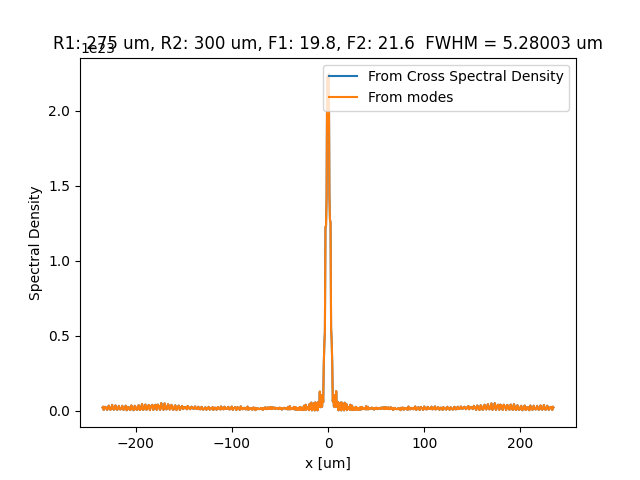 R1: 275 um, R2: 300 um, F1: 19.8, F2: 21.6  FWHM = 5.28003 um
1e23
From Cross Spectral Density
From modes
2.0
1.5
1.0
0.5
0.0
Spectral Density
−200
−100
0
100
200
x [um]